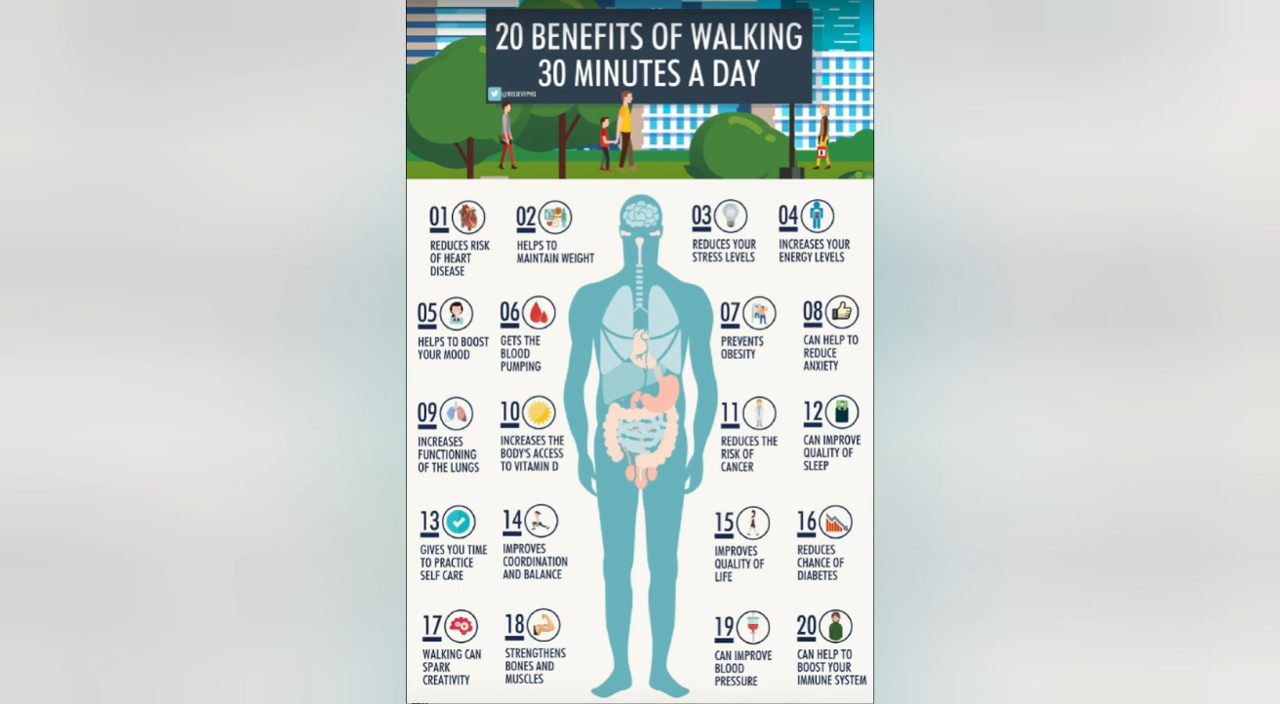 20 BENEFITS OF WALKING
30 MINUTES A DAY
@BELIEVEPHQ
01
REDUCES RISK
OF HEART
DISEASE
02
HELPS TO
MAINTAIN WEIGHT
03
REDUCES YOUR
STRESS LEVELS
04
INCREASES YOUR
ENERGY LEVELS
05
HELPS TO BOOST
YOUR MOOD
06
GETS THE
BLOOD
PUMPING
07
PREVENTS
OBESITY
08
CAN HELP TO
REDUCE
ANXIETY
09
INCREASES
FUNCTIONING
OF THE LUNGS
10
INCREASES THE
BODY'S ACCESS
TO VITAMIN D
11
REDUCES THE
RISK OF
CANCER
12
CAN IMPROVE
QUALITY OF
SLEEP
13
GIVES YOU TIME
TO PRACTICE
SELF CARE
14
IMPROVES
COORDINATION
AND BALANCE
15
IMPROVES
QUALITY OF
LIFE
16
REDUCES
CHANCE OF
DIABETES
17
WALKING CAN
SPARK
CREATIVITY
18
STRENGTHENS
BONES AND
MUSCLES
19
CAN IMPROVE
BLOOD
PRESSURE
20
CAN HELP TO
BOOST YOUR
IMMUNE SYSTEM